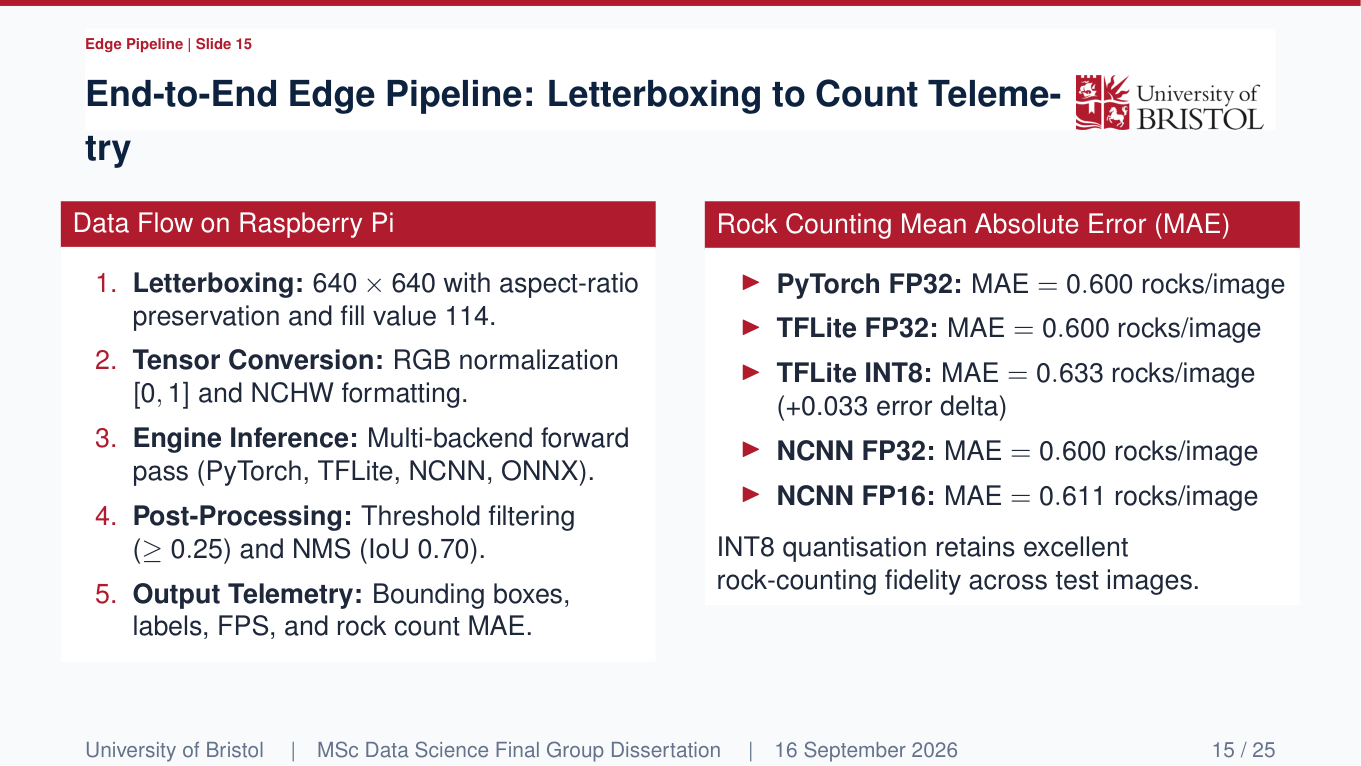 Edge Pipeline | Slide 15
End-to-End Edge Pipeline: Letterboxing to Count Teleme-
try
University of
BRISTOL
Data Flow on Raspberry Pi
1. Letterboxing: 640 × 640 with aspect-ratio
preservation and fill value 114.
2. Tensor Conversion: RGB normalization
[0, 1] and NCHW formatting.
3. Engine Inference: Multi-backend forward
pass (PyTorch, TFLite, NCNN, ONNX).
4. Post-Processing: Threshold filtering
(≥ 0.25) and NMS (IoU 0.70).
5. Output Telemetry: Bounding boxes,
labels, FPS, and rock count MAE.
Rock Counting Mean Absolute Error (MAE)
▶ PyTorch FP32: MAE = 0.600 rocks/image
▶ TFLite FP32: MAE = 0.600 rocks/image
▶ TFLite INT8: MAE = 0.633 rocks/image
(+0.033 error delta)
▶ NCNN FP32: MAE = 0.600 rocks/image
▶ NCNN FP16: MAE = 0.611 rocks/image
INT8 quantisation retains excellent
rock-counting fidelity across test images.
University of Bristol | MSc Data Science Final Group Dissertation | 16 September 2026 15 / 25